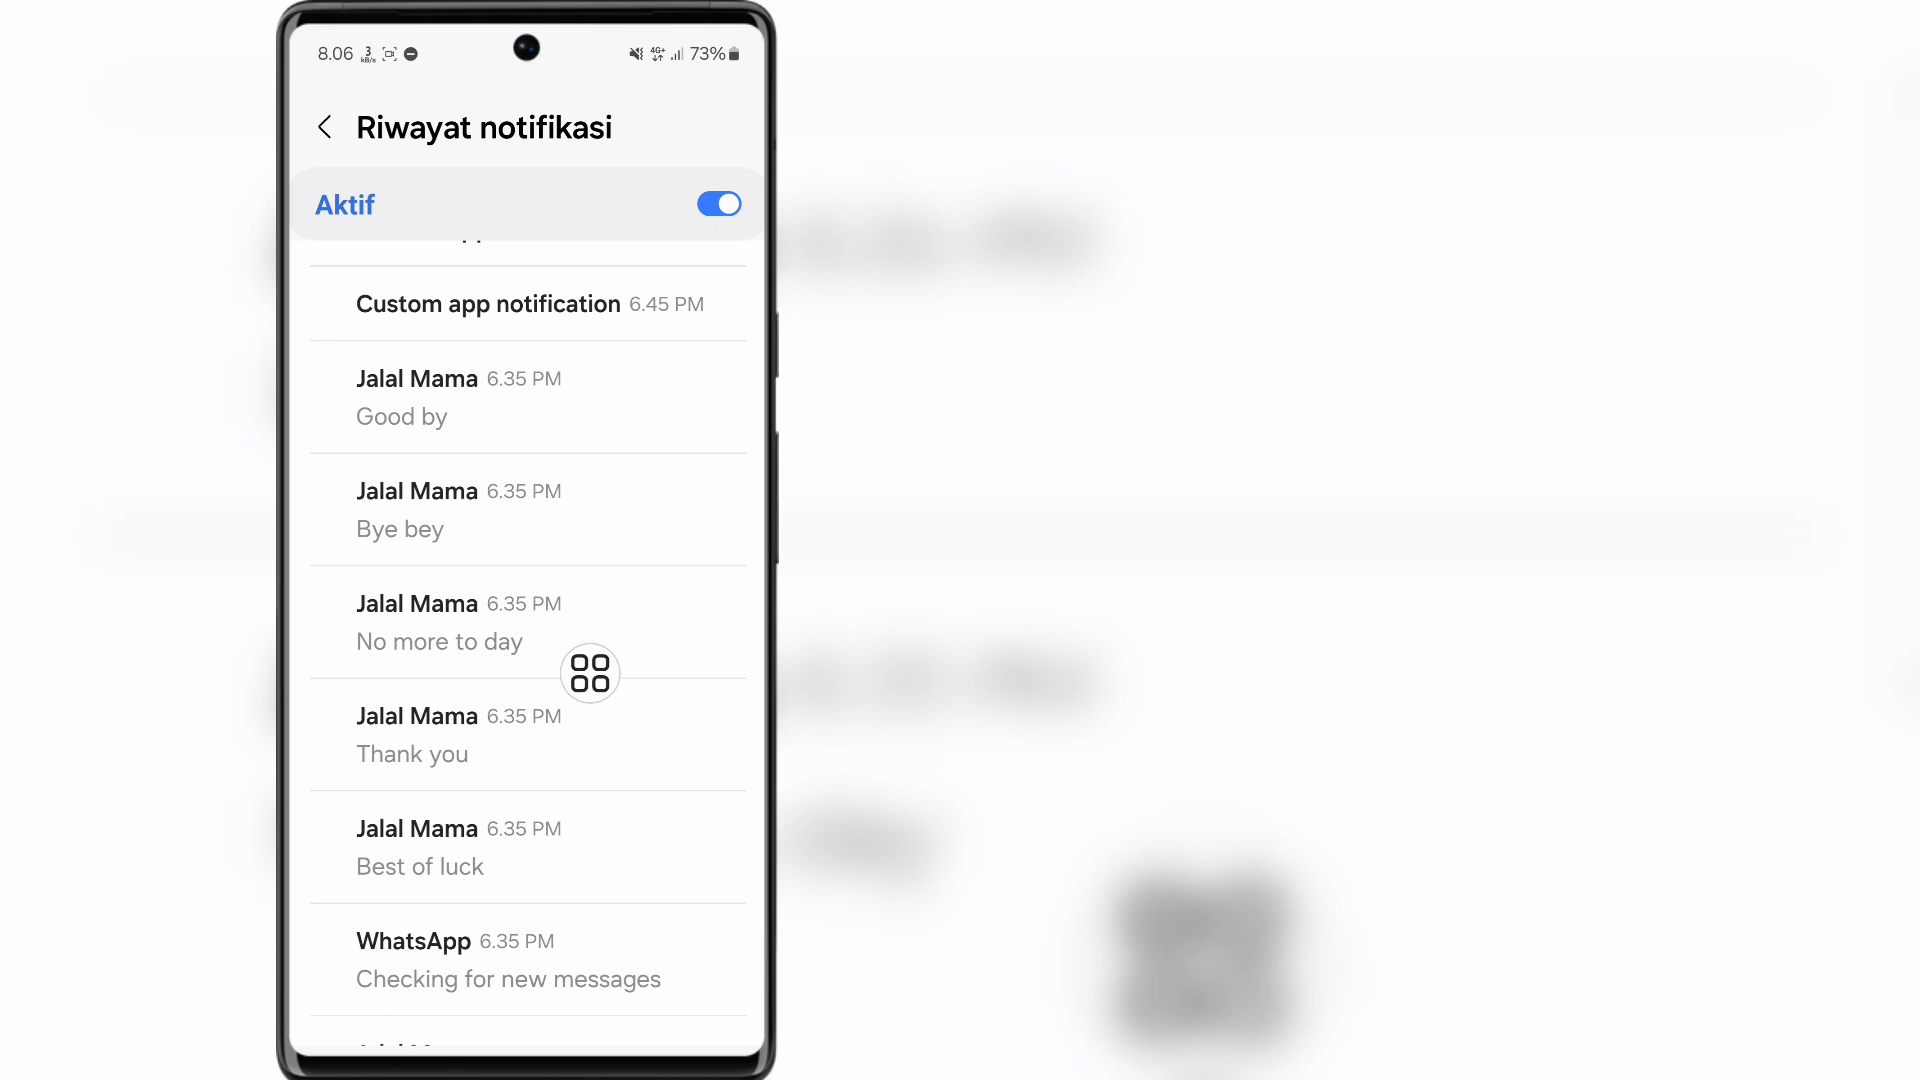 8.06 3 kB/s 4G+ 73%
Riwayat notifikasi
Aktif
Custom app notification 6.45 PM
Jalal Mama 6.35 PM
Good by
Jalal Mama 6.35 PM
Bye bey
Jalal Mama 6.35 PM
No more to day
Jalal Mama 6.35 PM
Thank you
Jalal Mama 6.35 PM
Best of luck
WhatsApp 6.35 PM
Checking for new messages